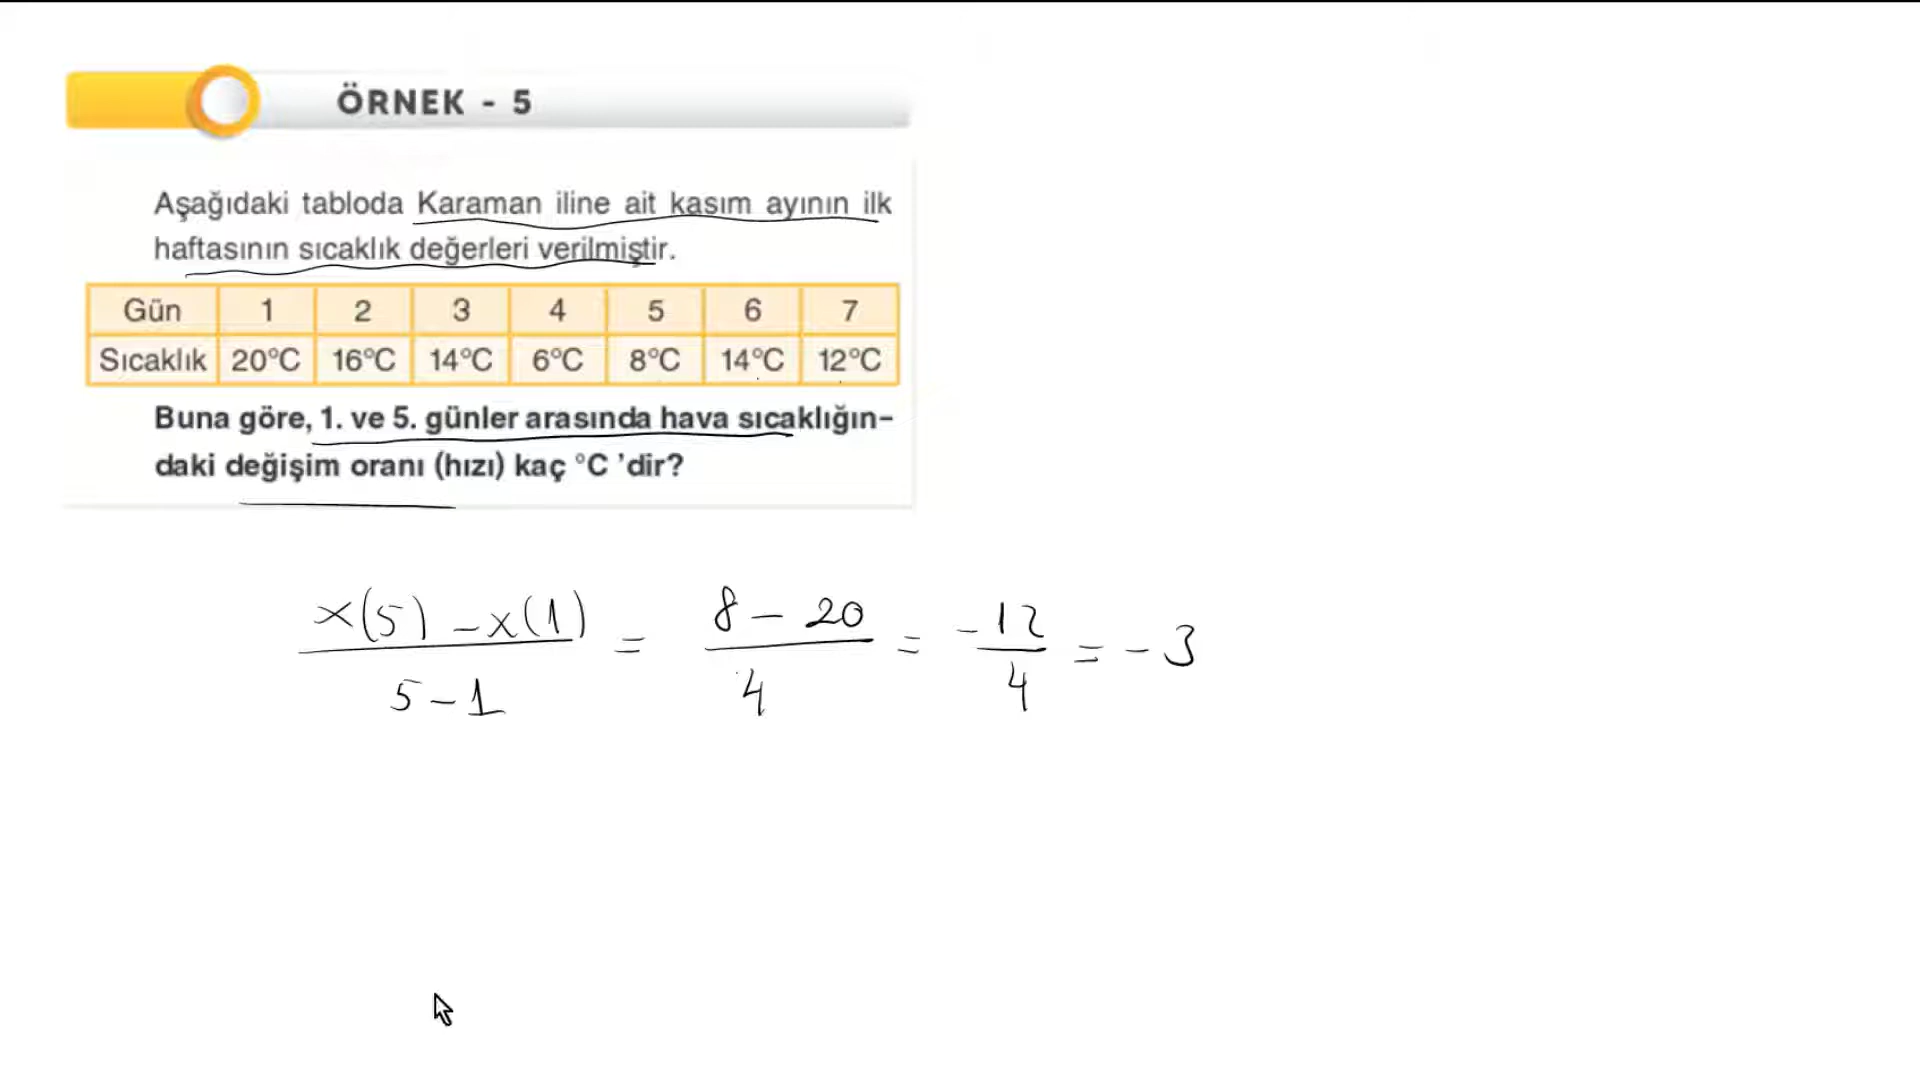 ÖRNEK - 5
Aşağıdaki tabloda Karaman iline ait kasım ayının ilk
haftasının sıcaklık değerleri verilmiştir.
Gün 1 2 3 4 5 6 7
Sıcaklık 20°C 16°C 14°C 6°C 8°C 14°C 12°C
Buna göre, 1. ve 5. günler arasında hava sıcaklığın-
daki değişim oranı (hızı) kaç °C 'dir?
x(5) - x(1) / 5 - 1 = 8 - 20 / 4 = -12 / 4 = -3